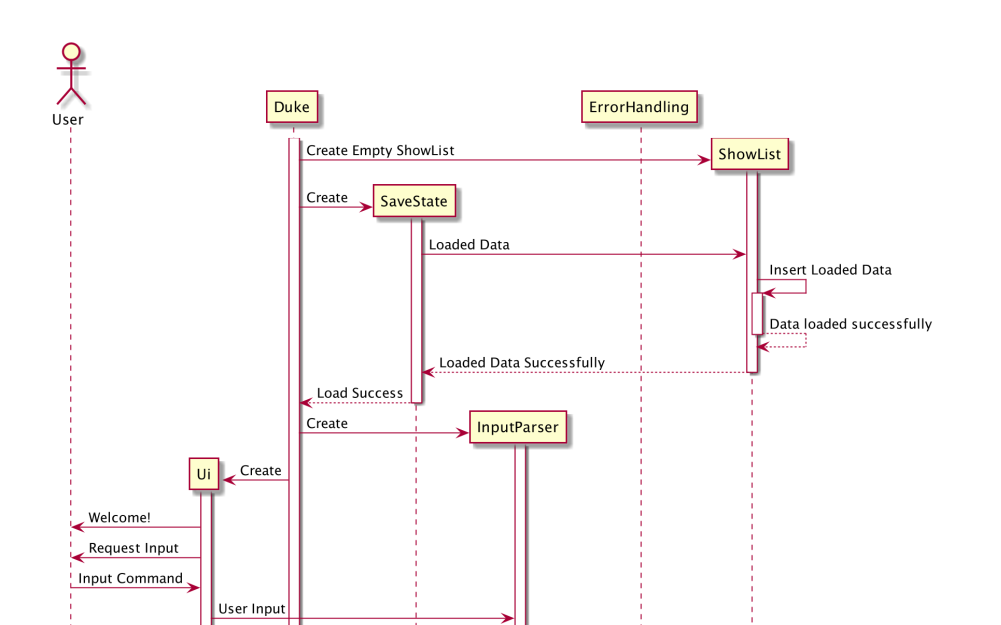 User
Duke
ErrorHandling
Create Empty ShowList
ShowList
Create
SaveState
Loaded Data
Insert Loaded Data
Data loaded successfully
Loaded Data Successfully
Load Success
Create
InputParser
Ui
Create
Welcome!
Request Input
Input Command
User Input